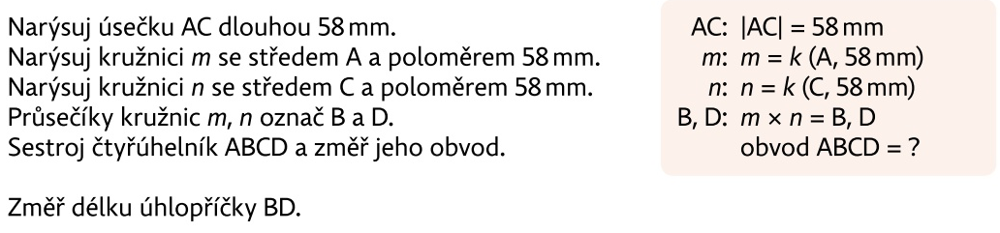 Narýsuj úsečku AC dlouhou 58 mm.
Narýsuj kružnici m se středem A a poloměrem 58 mm.
Narýsuj kružnici n se středem C a poloměrem 58 mm.
Průsečíky kružnic m, n označ B a D.
Sestroj čtyřúhelník ABCD a změř jeho obvod.
Změř délku úhlopříčky BD.
AC: |AC| = 58 mm
m: m = k (A, 58 mm)
n: n = k (C, 58 mm)
B, D: m × n = B, D
obvod ABCD = ?